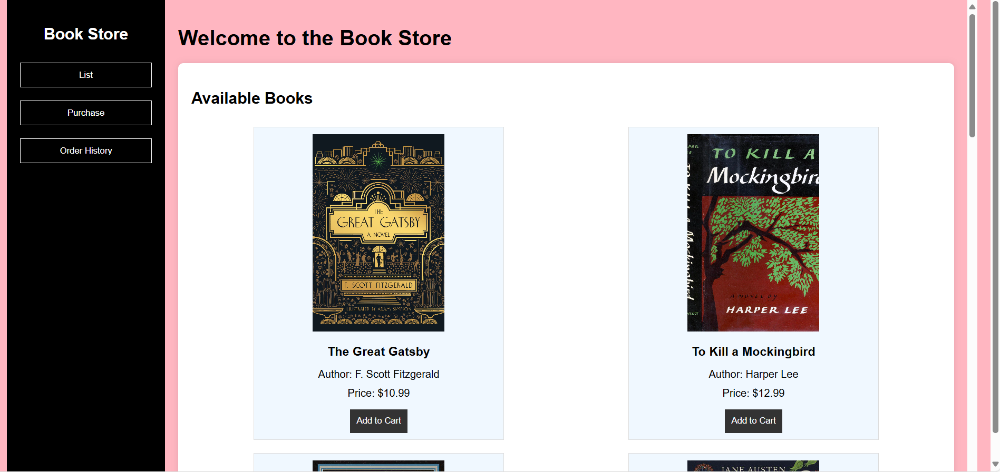 Book Store
List
Purchase
Order History
Welcome to the Book Store
Available Books
THE
GREAT GATSBY
A NOVEL
F. SCOTT FITZGERALD
ILLUSTRATED BY ADAM SIMPSON
The Great Gatsby
Author: F. Scott Fitzgerald
Price: $10.99
Add to Cart
TO KILL A
Mockingbird
To Kill a Mockingbird
A NOVEL BY
HARPER LEE
To Kill a Mockingbird
Author: Harper Lee
Price: $12.99
Add to Cart
JANE AUSTEN